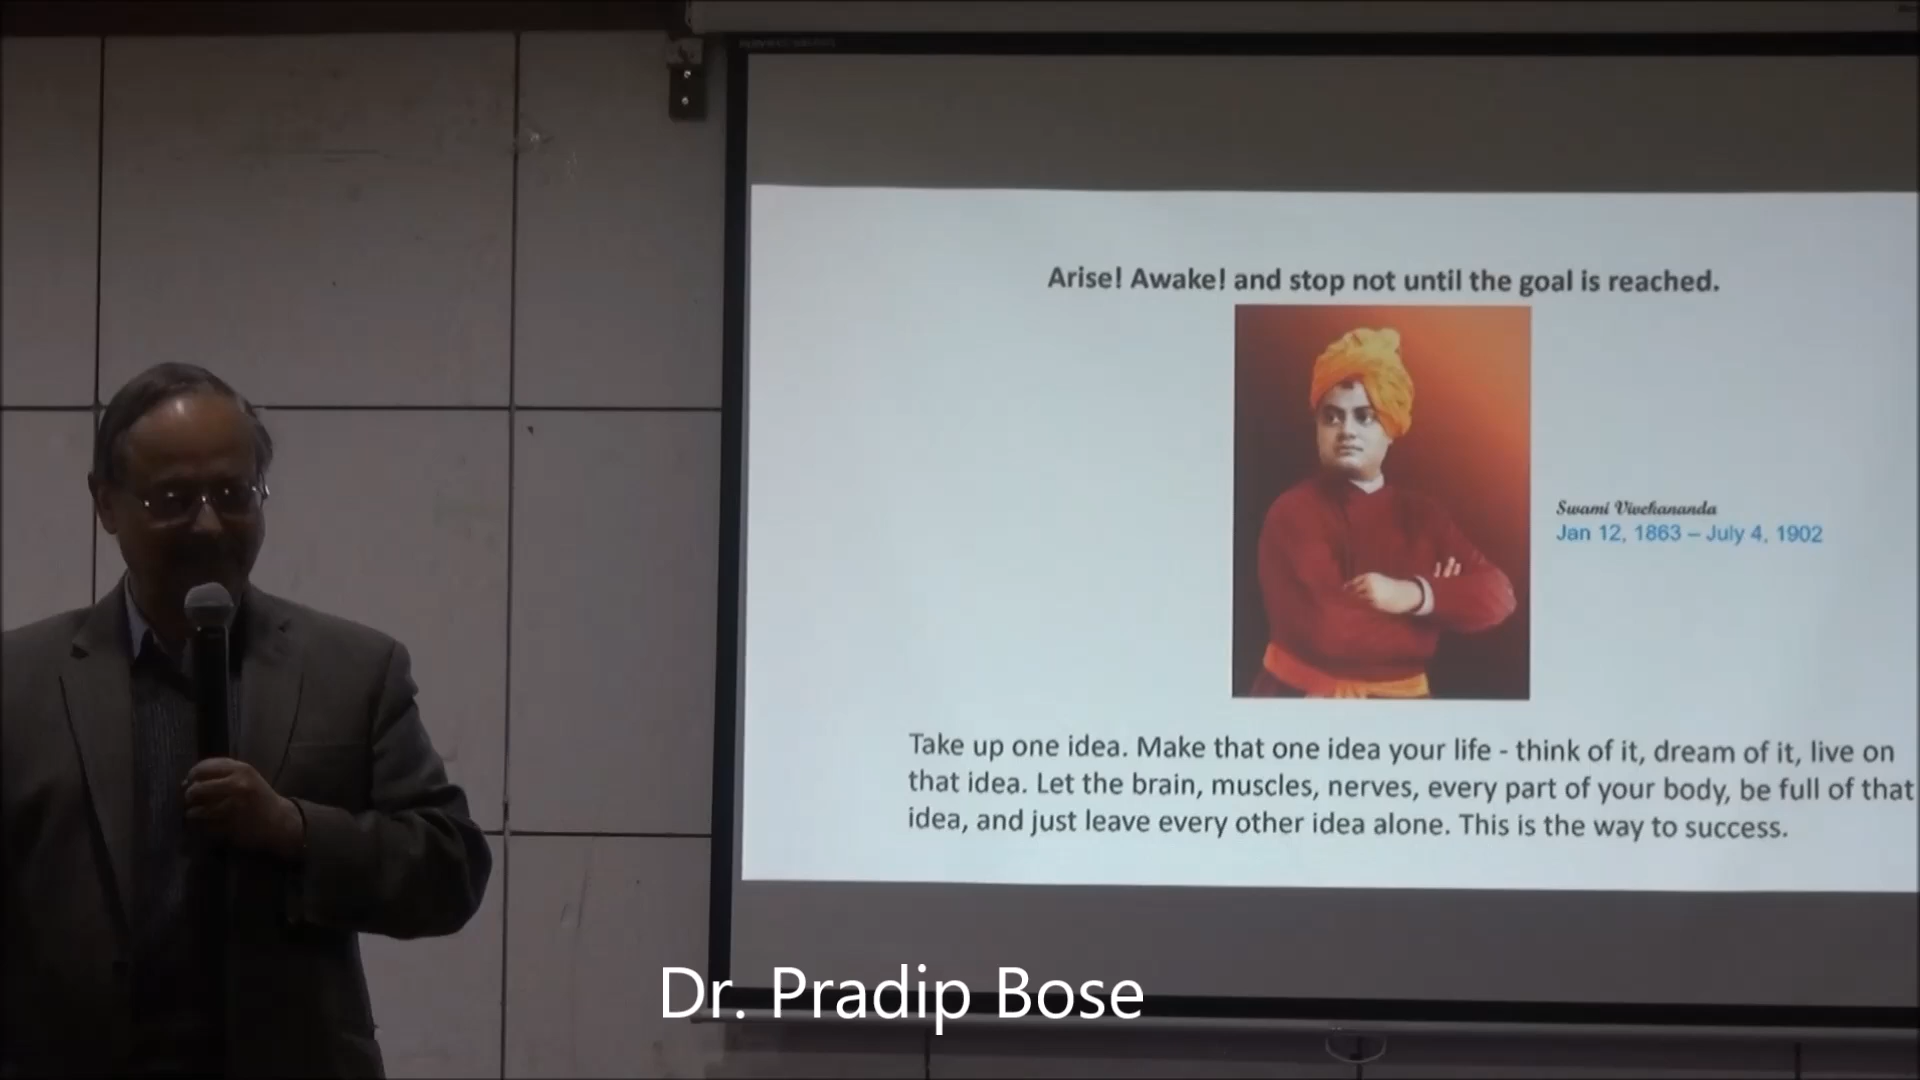 Arise! Awake! and stop not until the goal is reached.
Swami Vivekananda
Jan 12, 1863 – July 4, 1902
Take up one idea. Make that one idea your life - think of it, dream of it, live on
that idea. Let the brain, muscles, nerves, every part of your body, be full of that
idea, and just leave every other idea alone. This is the way to success.
Dr. Pradip Bose